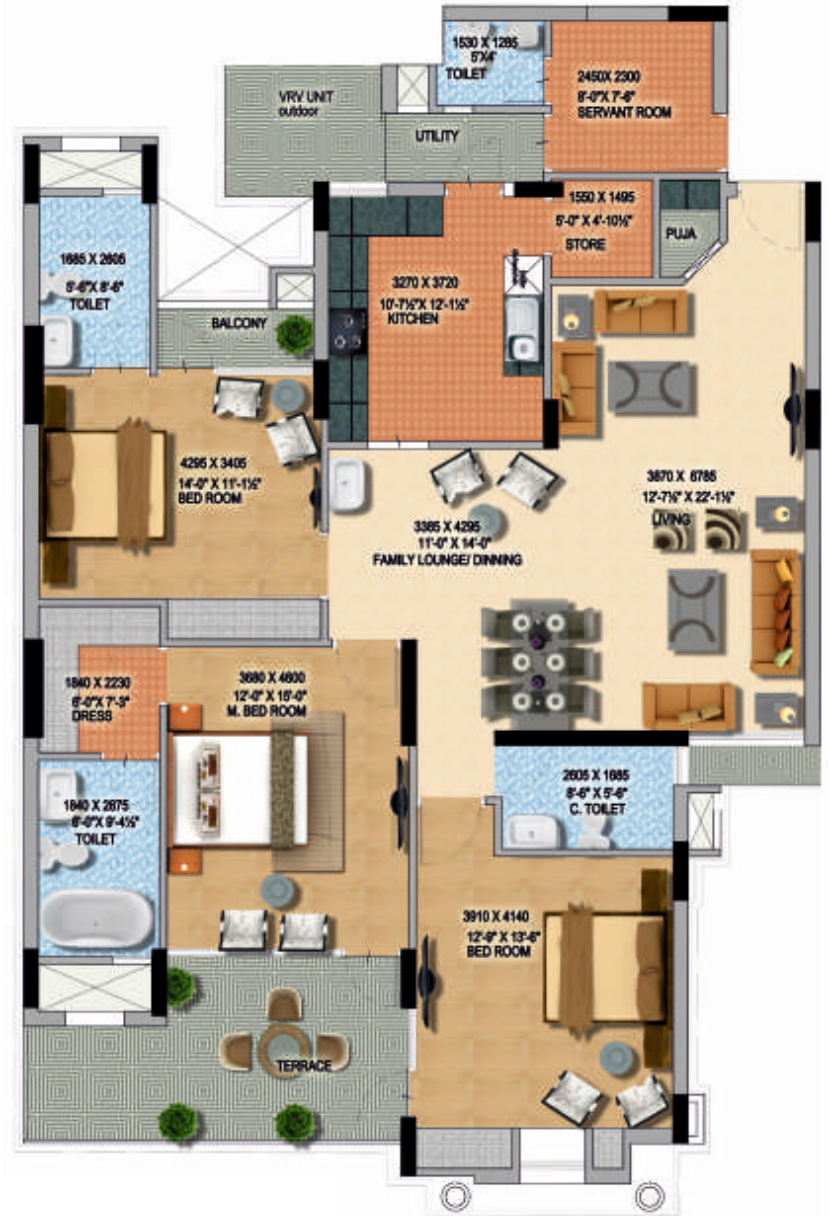 1530 X 1285
5'X4'
TOILET
2450X 2300
8'-0"X 7'-6"
SERVANT ROOM
VRV UNIT
outdoor
UTILITY
1550 X 1495
5'-0" X 4'-10½"
STORE
PUJA
1685 X 2605
5'-6"X 8'-6"
TOILET
3270 X 3720
10'-7½"X 12'-1½"
KITCHEN
BALCONY
4295 X 3405
14'-0" X 11'-1½"
BED ROOM
3870 X 6785
12'-7½" X 22'-1½"
LIVING
3365 X 4295
11'-0" X 14'-0"
FAMILY LOUNGE/ DINNING
1840 X 2230
6'-0"X 7'-3"
DRESS
3680 X 4600
12'-0" X 15'-0"
M. BED ROOM
2605 X 1685
8'-6" X 5'-6"
C. TOILET
1840 X 2875
6'-0"X 9'-4½"
TOILET
3910 X 4140
12'-9" X 13'-6"
BED ROOM
TERRACE